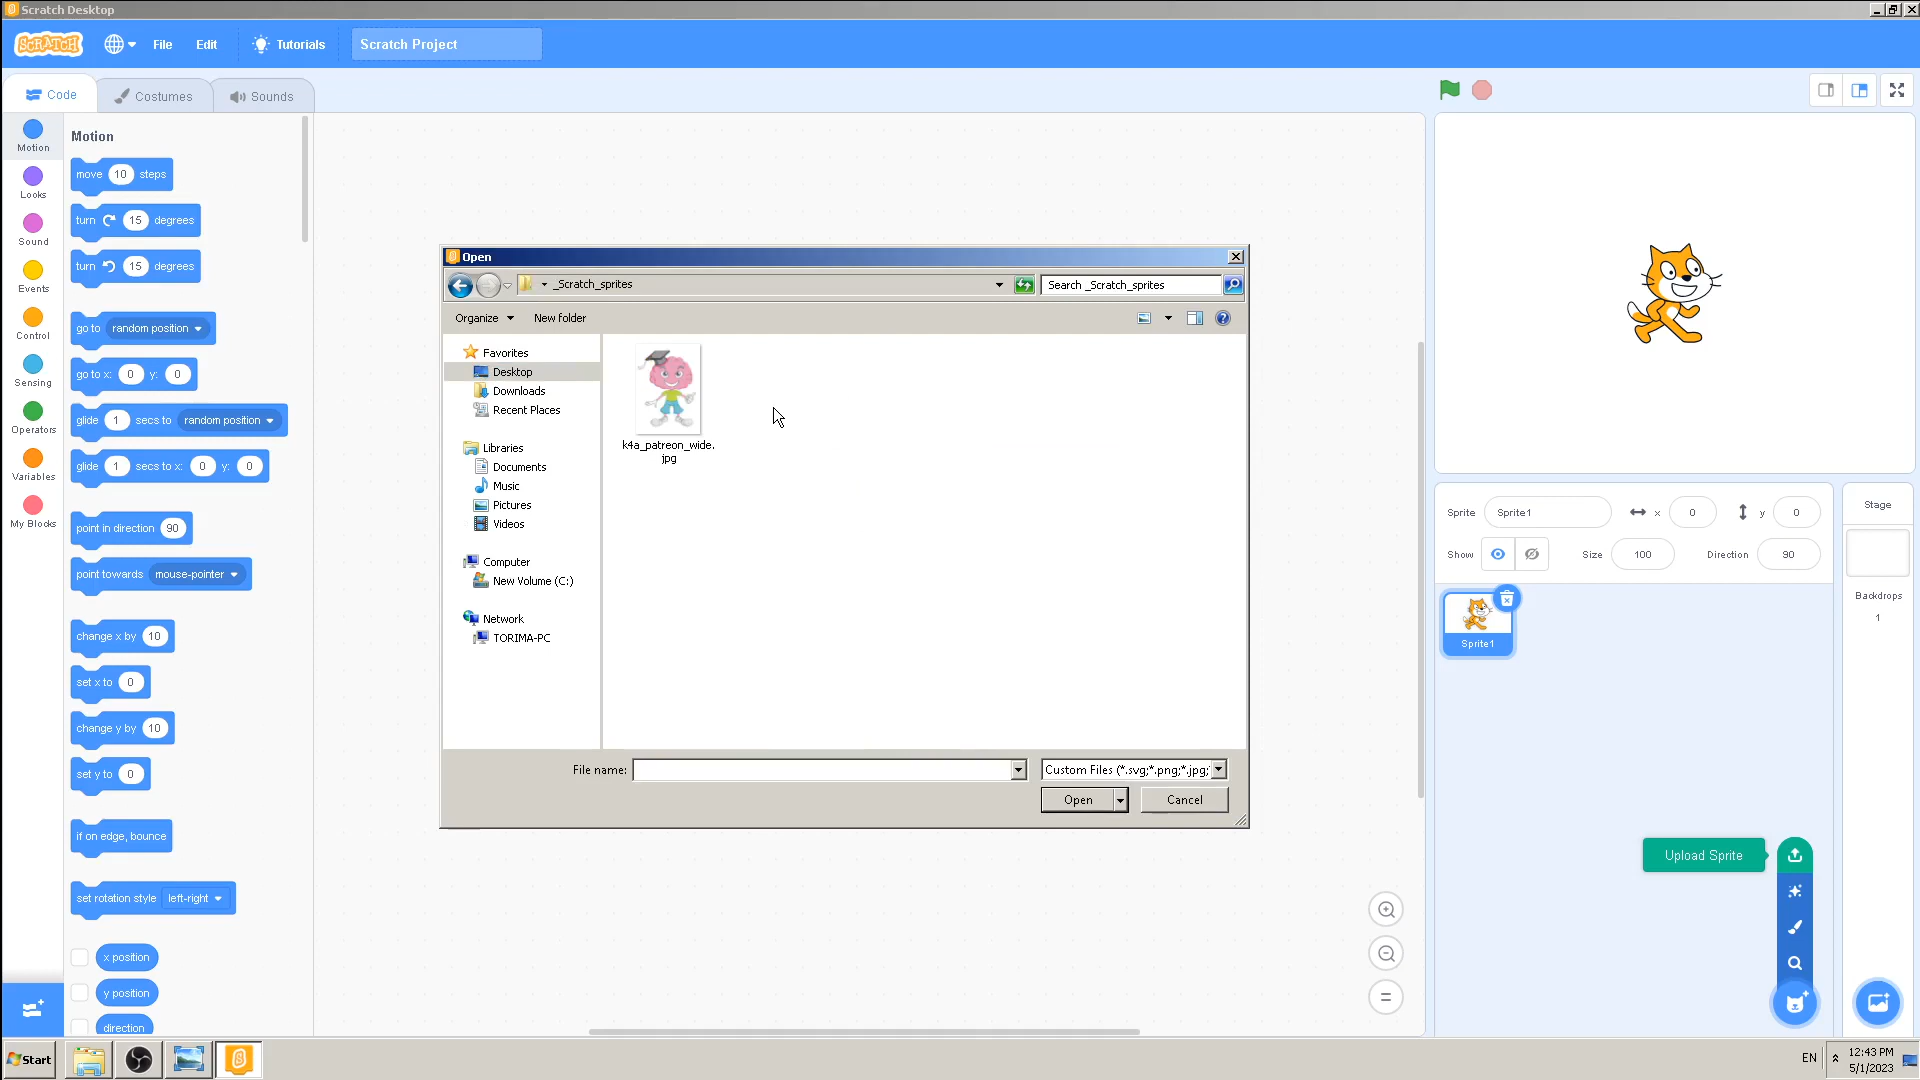 Scratch Desktop
SCRATCH
File
Edit
Tutorials
Scratch Project
Code
Costumes
Sounds
Motion
Looks
Sound
Events
Control
Sensing
Operators
Variables
My Blocks
Motion
move 10 steps
turn 15 degrees
turn 15 degrees
go to random position
go to x: 0 y: 0
glide 1 secs to random position
glide 1 secs to x: 0 y: 0
point in direction 90
point towards mouse-pointer
change x by 10
set x to 0
change y by 10
set y to 0
if on edge, bounce
set rotation style left-right
x position
y position
direction
Open
_Scratch_sprites
Search _Scratch_sprites
Organize
New folder
Favorites
Desktop
Downloads
Recent Places
Libraries
Documents
Music
Pictures
Videos
Computer
New Volume (C:)
Network
TORIMA-PC
k4a_patreon_wide.
jpg
File name:
Custom Files (*.svg;*.png;*.jpg;
Open
Cancel
Sprite Sprite1 x 0 y 0
Show Size 100 Direction 90
Sprite1
Stage
Backdrops
1
Upload Sprite
Start
EN
12:43 PM
5/1/2023